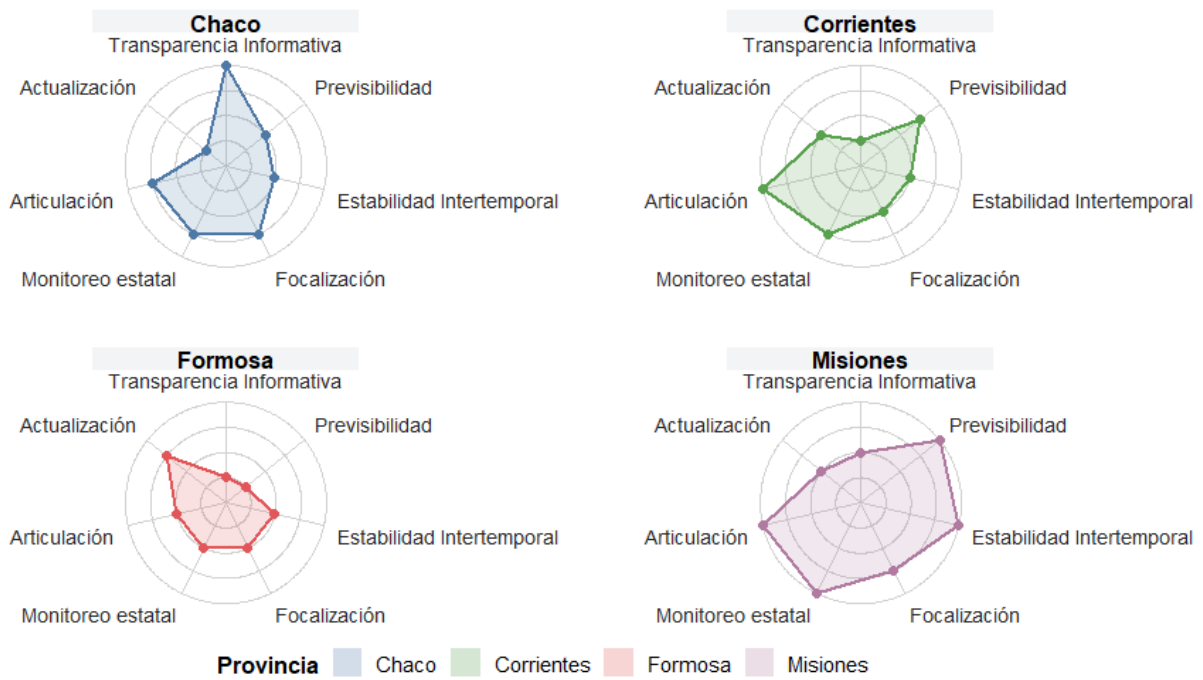 Chaco
Transparencia Informativa
Actualización
Previsibilidad
Articulación
Estabilidad Intertemporal
Monitoreo estatal
Focalización
Corrientes
Transparencia Informativa
Actualización
Previsibilidad
Articulación
Estabilidad Intertemporal
Monitoreo estatal
Focalización
Formosa
Transparencia Informativa
Actualización
Previsibilidad
Articulación
Estabilidad Intertemporal
Monitoreo estatal
Focalización
Misiones
Transparencia Informativa
Actualización
Previsibilidad
Articulación
Estabilidad Intertemporal
Monitoreo estatal
Focalización
Provincia Chaco Corrientes Formosa Misiones